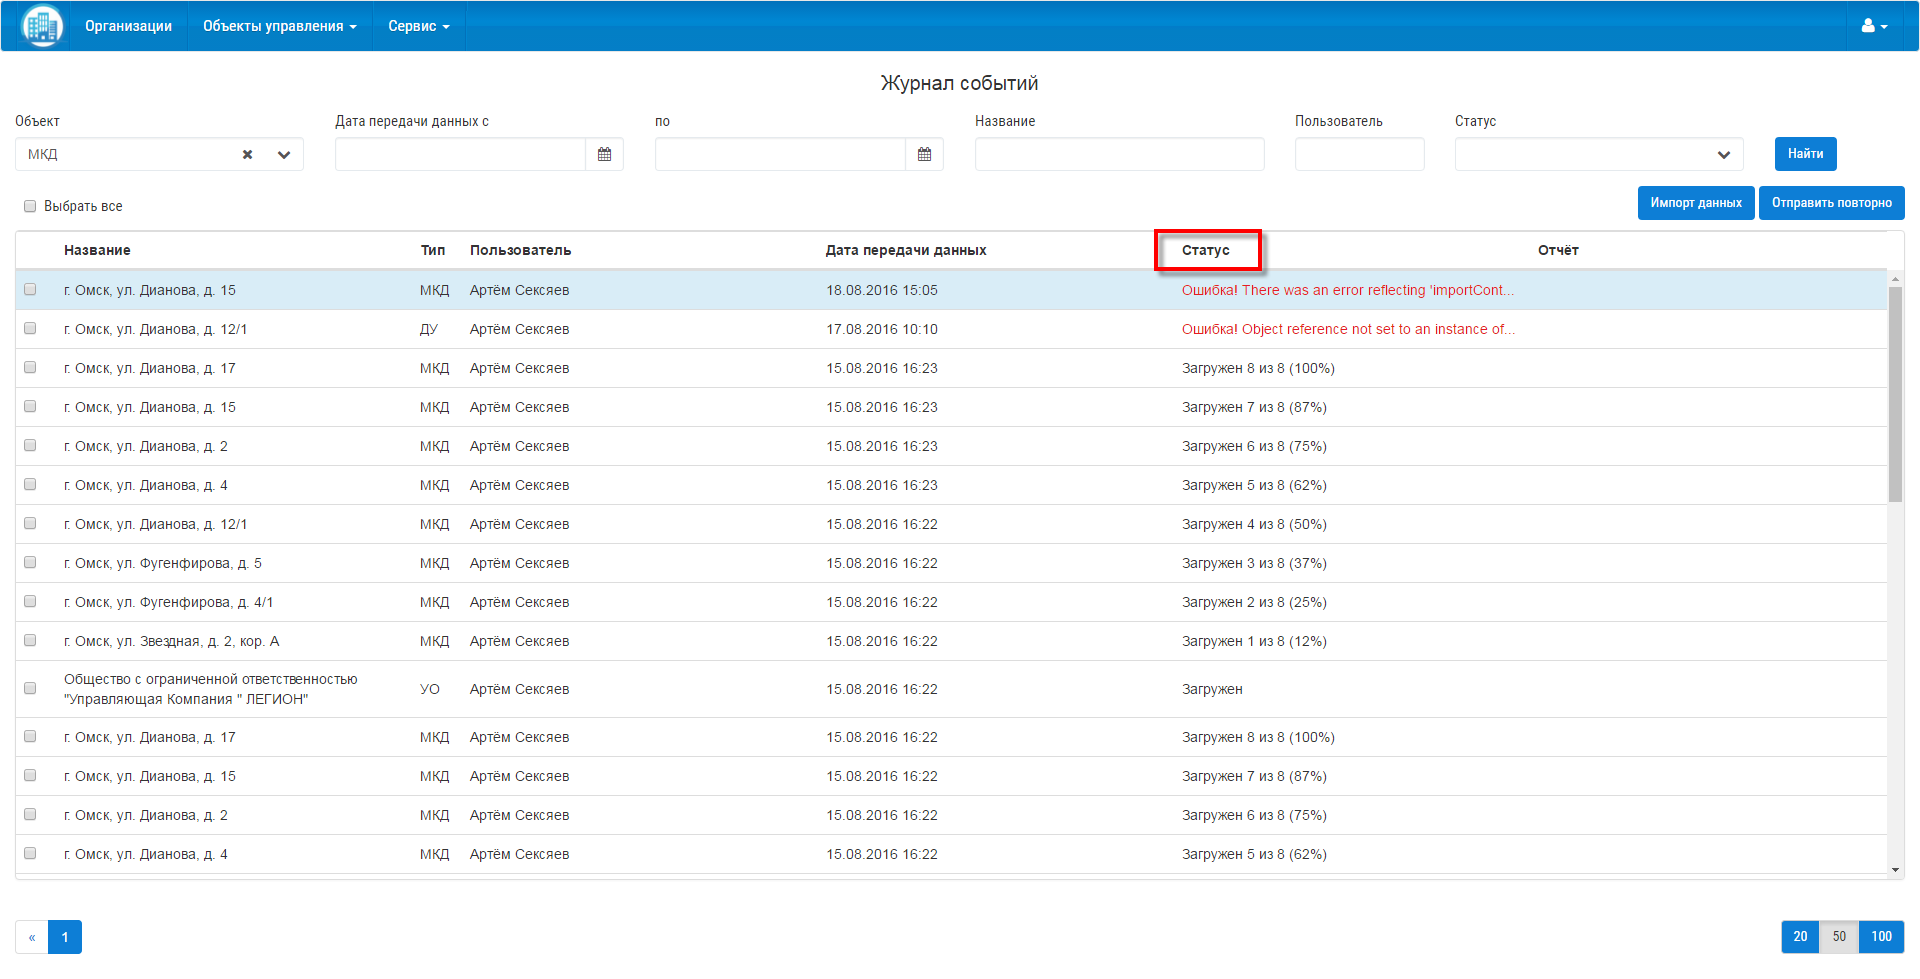 Организации Объекты управления Сервис
Журнал событий
Объект Дата передачи данных с по Название Пользователь Статус
МКД Найти
Выбрать все Импорт данных Отправить повторно
Название Тип Пользователь Дата передачи данных Статус Отчёт
г. Омск, ул. Дианова, д. 15 МКД Артём Сексяев 18.08.2016 15:05 Ошибка! There was an error reflecting 'importCont...
г. Омск, ул. Дианова, д. 12/1 ДУ Артём Сексяев 17.08.2016 10:10 Ошибка! Object reference not set to an instance of...
г. Омск, ул. Дианова, д. 17 МКД Артём Сексяев 15.08.2016 16:23 Загружен 8 из 8 (100%)
г. Омск, ул. Дианова, д. 15 МКД Артём Сексяев 15.08.2016 16:23 Загружен 7 из 8 (87%)
г. Омск, ул. Дианова, д. 2 МКД Артём Сексяев 15.08.2016 16:23 Загружен 6 из 8 (75%)
г. Омск, ул. Дианова, д. 4 МКД Артём Сексяев 15.08.2016 16:23 Загружен 5 из 8 (62%)
г. Омск, ул. Дианова, д. 12/1 МКД Артём Сексяев 15.08.2016 16:22 Загружен 4 из 8 (50%)
г. Омск, ул. Фугенфирова, д. 5 МКД Артём Сексяев 15.08.2016 16:22 Загружен 3 из 8 (37%)
г. Омск, ул. Фугенфирова, д. 4/1 МКД Артём Сексяев 15.08.2016 16:22 Загружен 2 из 8 (25%)
г. Омск, ул. Звездная, д. 2, кор. А МКД Артём Сексяев 15.08.2016 16:22 Загружен 1 из 8 (12%)
Общество с ограниченной ответственностью
"Управляющая Компания " ЛЕГИОН" УО Артём Сексяев 15.08.2016 16:22 Загружен
г. Омск, ул. Дианова, д. 17 МКД Артём Сексяев 15.08.2016 16:22 Загружен 8 из 8 (100%)
г. Омск, ул. Дианова, д. 15 МКД Артём Сексяев 15.08.2016 16:22 Загружен 7 из 8 (87%)
г. Омск, ул. Дианова, д. 2 МКД Артём Сексяев 15.08.2016 16:22 Загружен 6 из 8 (75%)
г. Омск, ул. Дианова, д. 4 МКД Артём Сексяев 15.08.2016 16:22 Загружен 5 из 8 (62%)
« 1 20 50 100